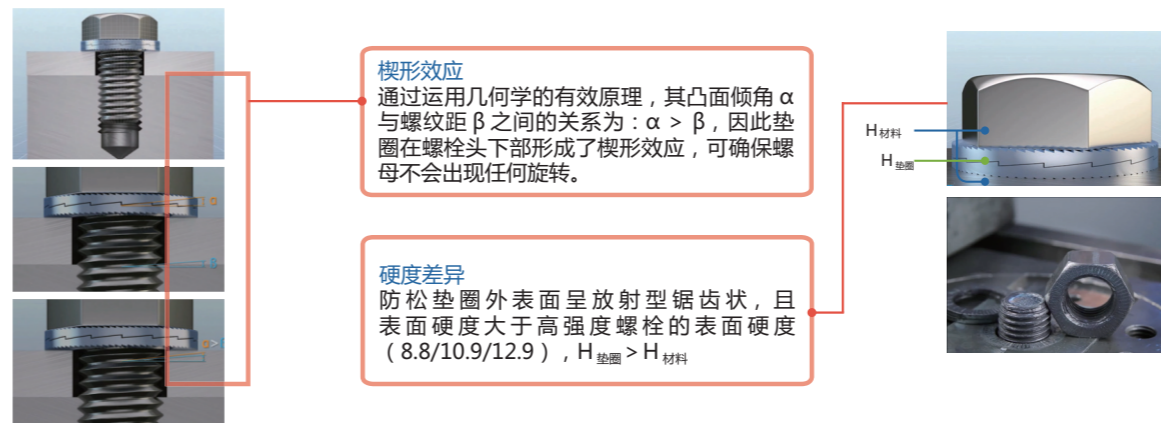 楔形效应
通过运用几何学的有效原理，其凸面倾角 α
与螺纹距 β 之间的关系为：α > β，因此垫
圈在螺栓头下部形成了楔形效应，可确保螺
母不会出现任何旋转。
硬度差异
防松垫圈外表面呈放射型锯齿状，且
表面硬度大于高强度螺栓的表面硬度
（8.8/10.9/12.9），H垫圈 > H材料
H材料
H垫圈
α
β